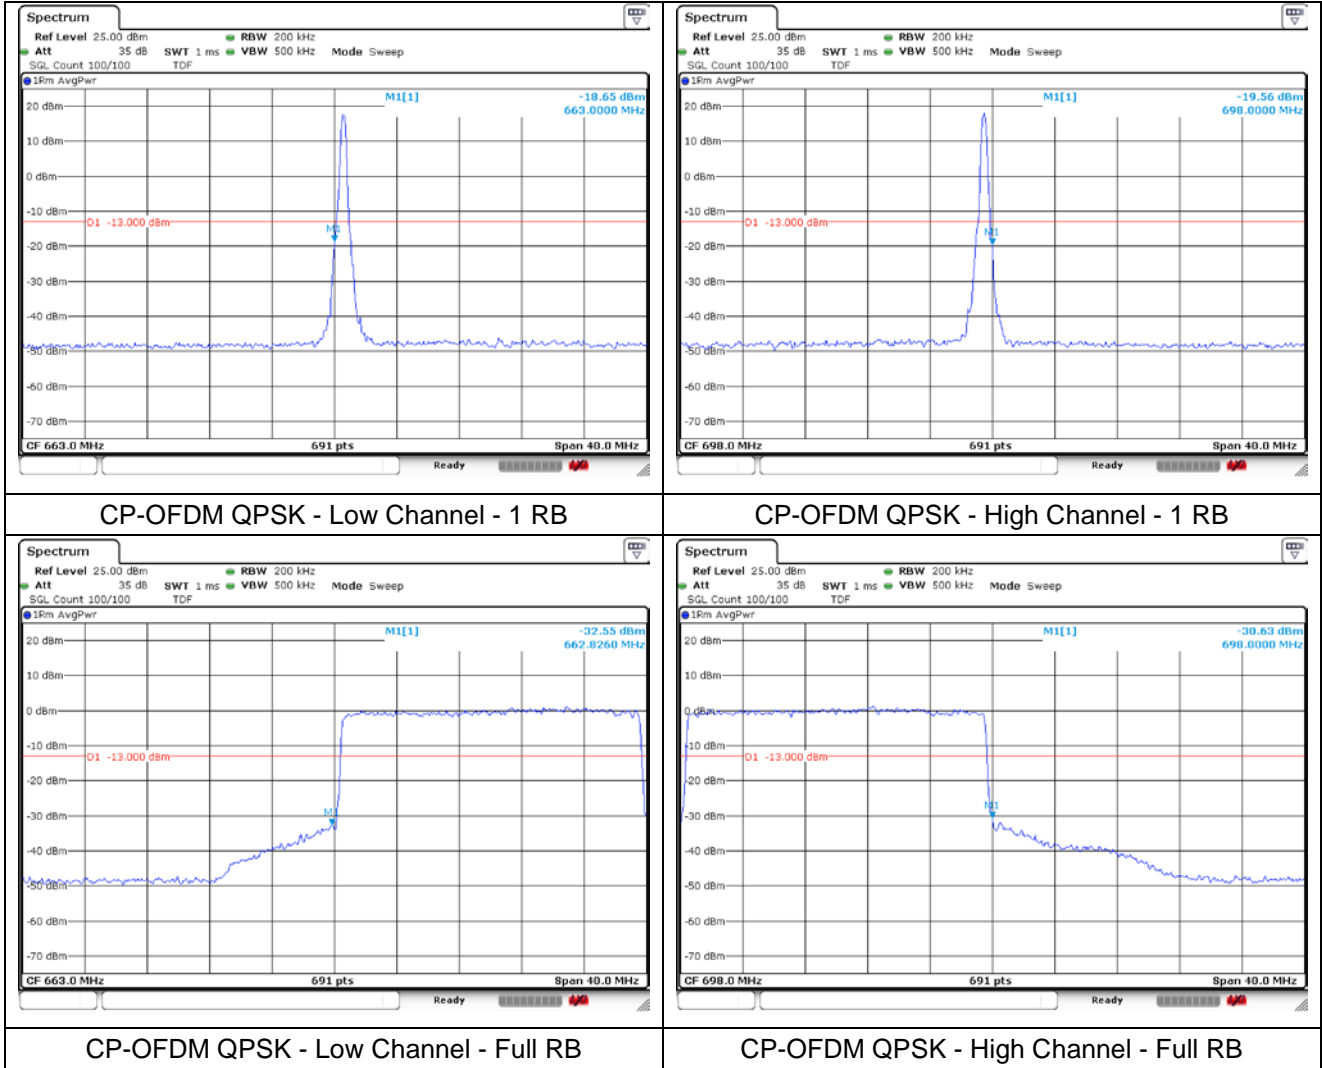 Spectrum
Ref Level 25.00 dBm RBW 200 kHz
Att 35 dB SWT 1 ms VBW 500 kHz Mode Sweep
SGL Count 100/100 TDF
1Rm AvgPwr
M1[1] -18.65 dBm
663.0000 MHz
20 dBm
10 dBm
0 dBm
-10 dBm
D1 -13.000 dBm
M1
-20 dBm
-30 dBm
-40 dBm
-50 dBm
-60 dBm
-70 dBm
CF 663.0 MHz 691 pts Span 40.0 MHz
Ready
CP-OFDM QPSK - Low Channel - 1 RB
Spectrum
Ref Level 25.00 dBm RBW 200 kHz
Att 35 dB SWT 1 ms VBW 500 kHz Mode Sweep
SGL Count 100/100 TDF
1Rm AvgPwr
M1[1] -19.56 dBm
698.0000 MHz
20 dBm
10 dBm
0 dBm
-10 dBm
D1 -13.000 dBm
M1
-20 dBm
-30 dBm
-40 dBm
-50 dBm
-60 dBm
-70 dBm
CF 698.0 MHz 691 pts Span 40.0 MHz
Ready
CP-OFDM QPSK - High Channel - 1 RB
Spectrum
Ref Level 25.00 dBm RBW 200 kHz
Att 35 dB SWT 1 ms VBW 500 kHz Mode Sweep
SGL Count 100/100 TDF
1Rm AvgPwr
M1[1] -32.55 dBm
662.8260 MHz
20 dBm
10 dBm
0 dBm
-10 dBm
D1 -13.000 dBm
-20 dBm
-30 dBm
M1
-40 dBm
-50 dBm
-60 dBm
-70 dBm
CF 663.0 MHz 691 pts Span 40.0 MHz
Ready
CP-OFDM QPSK - Low Channel - Full RB
Spectrum
Ref Level 25.00 dBm RBW 200 kHz
Att 35 dB SWT 1 ms VBW 500 kHz Mode Sweep
SGL Count 100/100 TDF
1Rm AvgPwr
M1[1] -30.63 dBm
698.0000 MHz
20 dBm
10 dBm
0 dBm
-10 dBm
D1 -13.000 dBm
-20 dBm
M1
-30 dBm
-40 dBm
-50 dBm
-60 dBm
-70 dBm
CF 698.0 MHz 691 pts Span 40.0 MHz
Ready
CP-OFDM QPSK - High Channel - Full RB